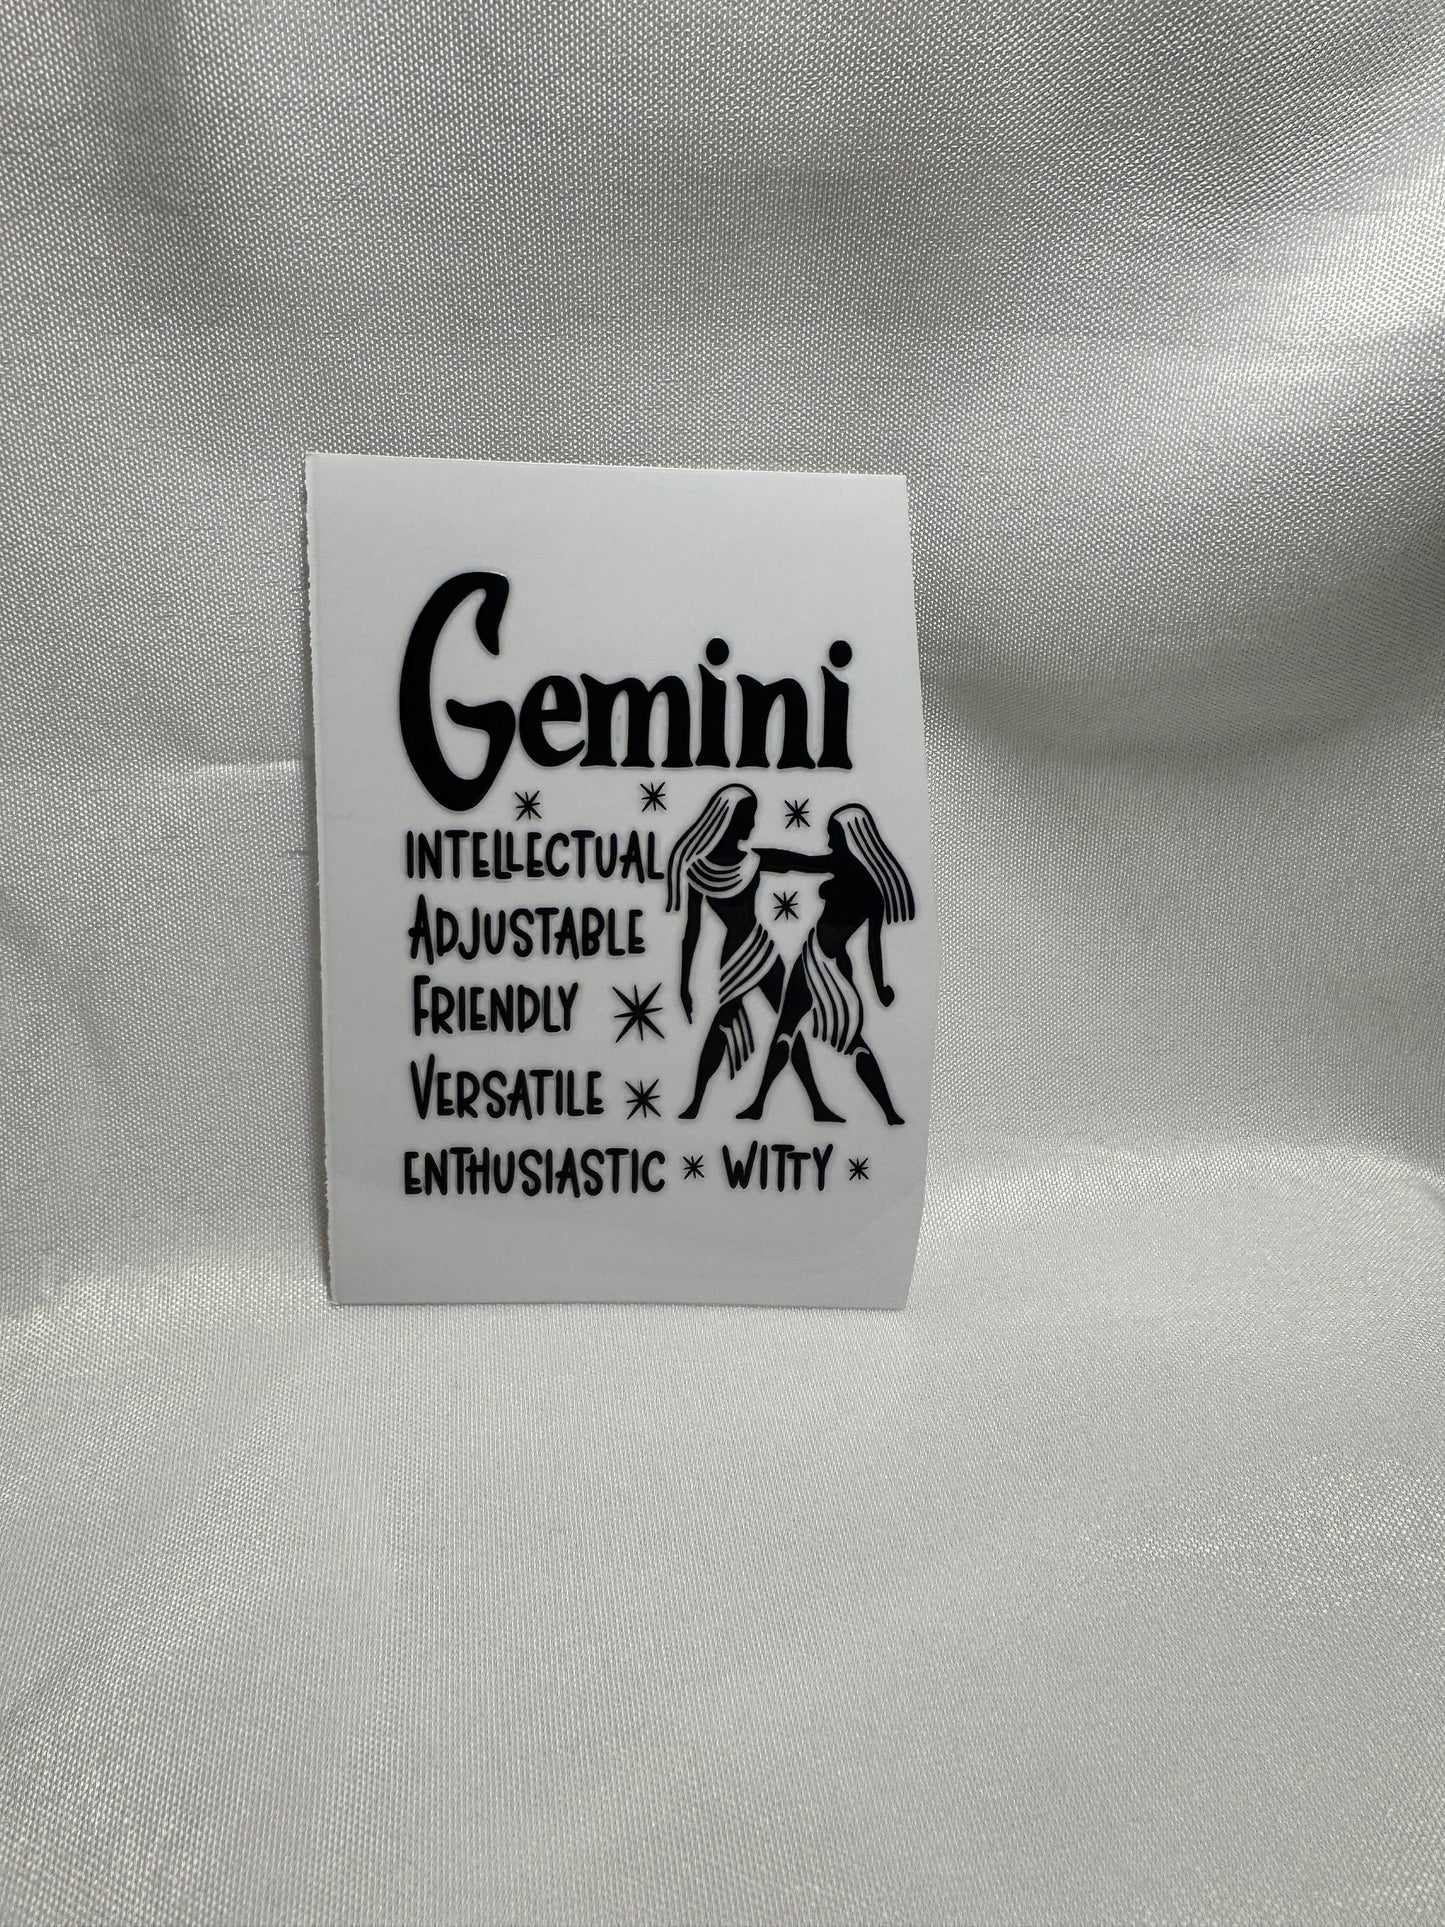 Gemini
INTELLECTUAL
ADJUSTABLE
FRIENDLY
VERSATILE
ENTHUSIASTIC * WITTY *